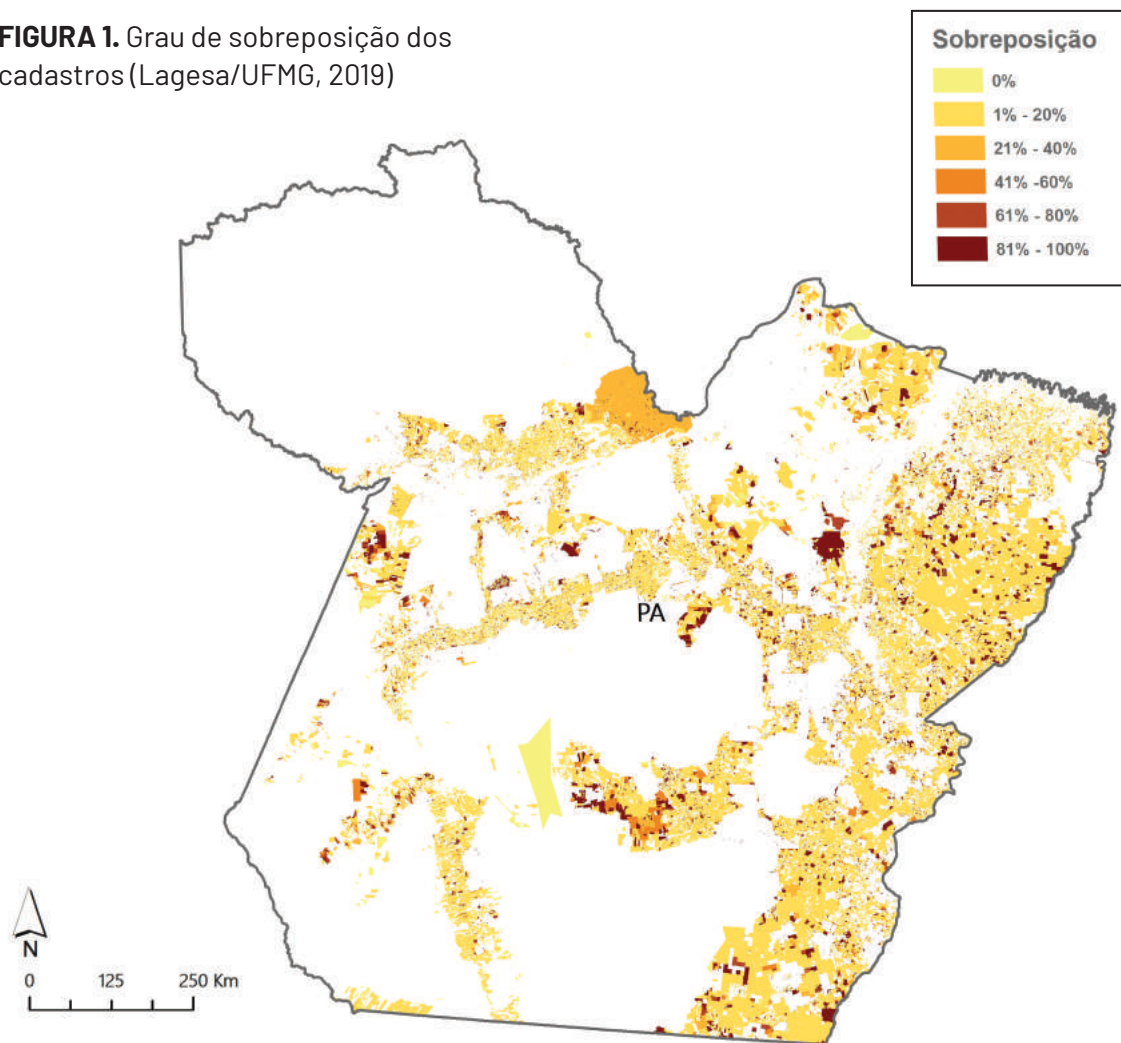 FIGURA 1. Grau de sobreposição dos
cadastros (Lagesa/UFMG, 2019)
Sobreposição
0%
1% - 20%
21% - 40%
41% -60%
61% - 80%
81% - 100%
PA
N
0 125 250 Km